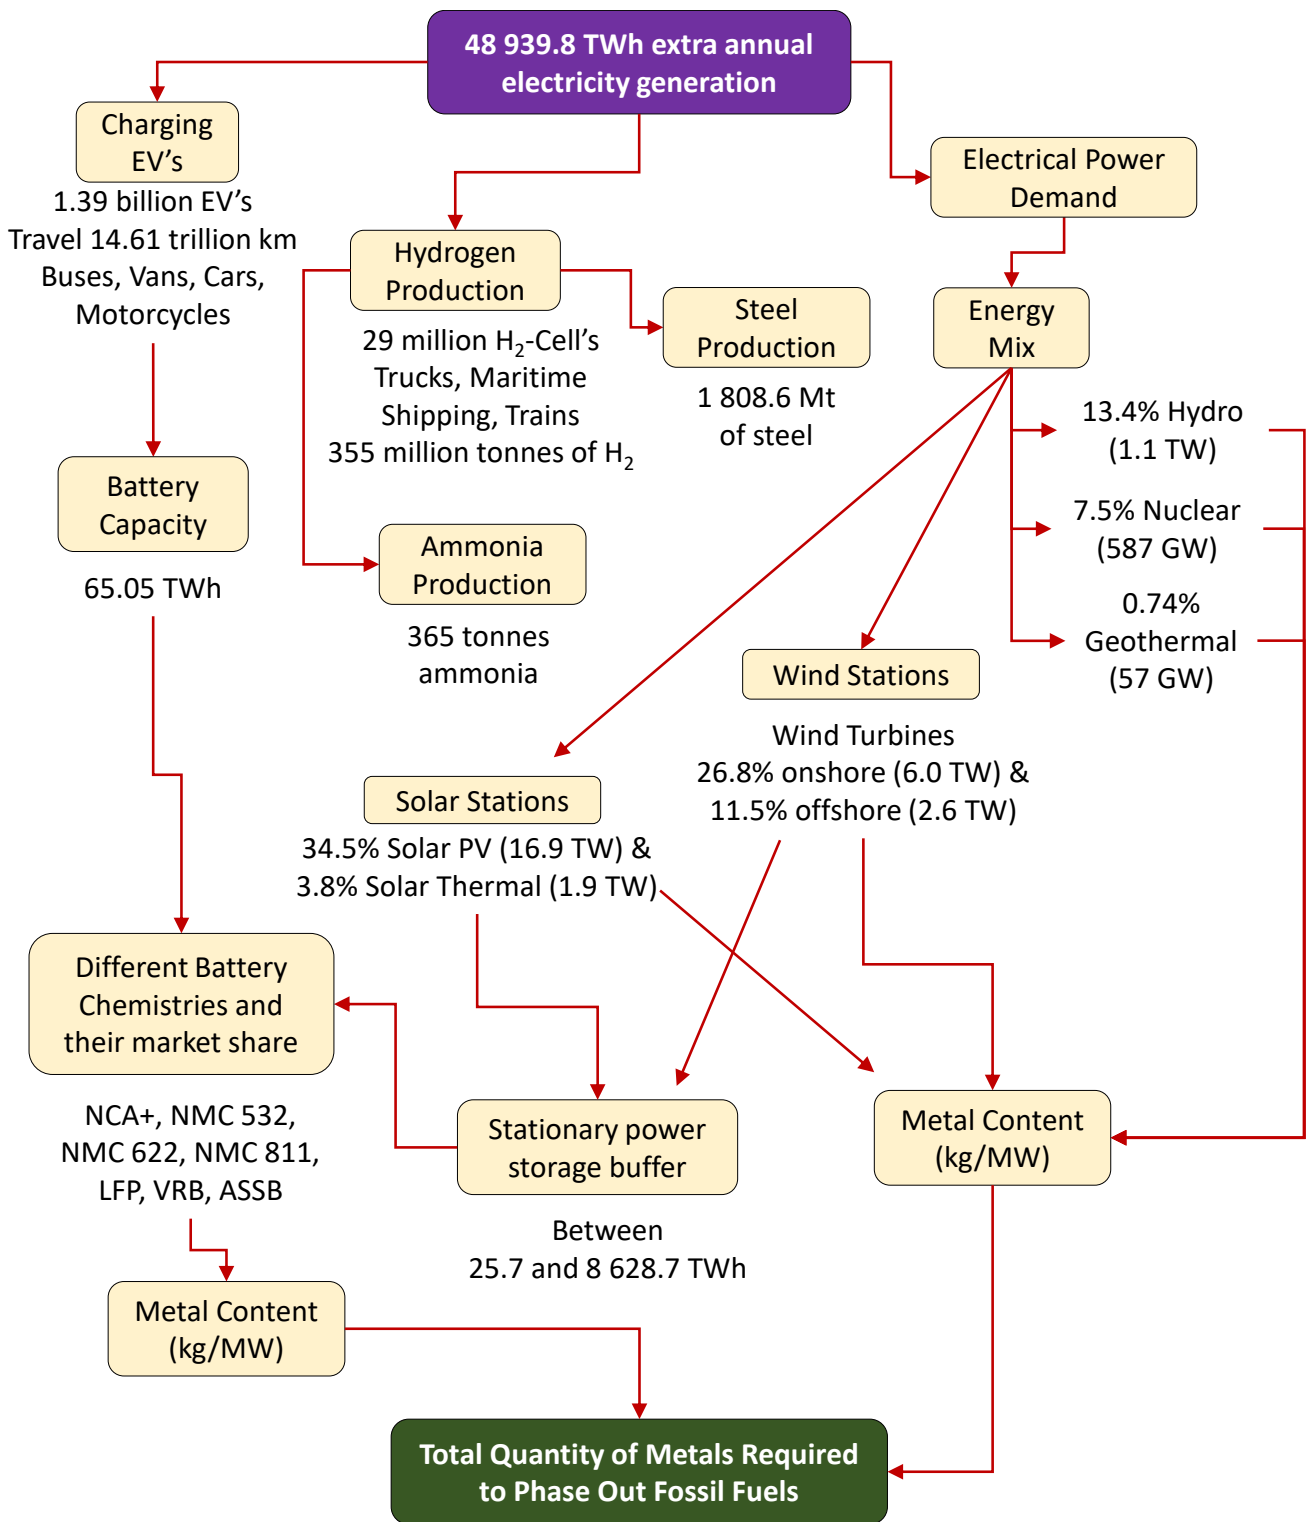 48 939.8 TWh extra annual
electricity generation
Charging
EV's
1.39 billion EV's
Travel 14.61 trillion km
Buses, Vans, Cars,
Motorcycles
Electrical Power
Demand
Hydrogen
Production
29 million H₂-Cell's
Trucks, Maritime
Shipping, Trains
355 million tonnes of H₂
Steel
Production
1 808.6 Mt
of steel
Energy
Mix
13.4% Hydro
(1.1 TW)
7.5% Nuclear
(587 GW)
0.74%
Geothermal
(57 GW)
Battery
Capacity
65.05 TWh
Ammonia
Production
365 tonnes
ammonia
Wind Stations
Wind Turbines
26.8% onshore (6.0 TW) &
11.5% offshore (2.6 TW)
Solar Stations
34.5% Solar PV (16.9 TW) &
3.8% Solar Thermal (1.9 TW)
Different Battery
Chemistries and
their market share
NCA+, NMC 532,
NMC 622, NMC 811,
LFP, VRB, ASSB
Stationary power
storage buffer
Between
25.7 and 8 628.7 TWh
Metal Content
(kg/MW)
Metal Content
(kg/MW)
Total Quantity of Metals Required
to Phase Out Fossil Fuels